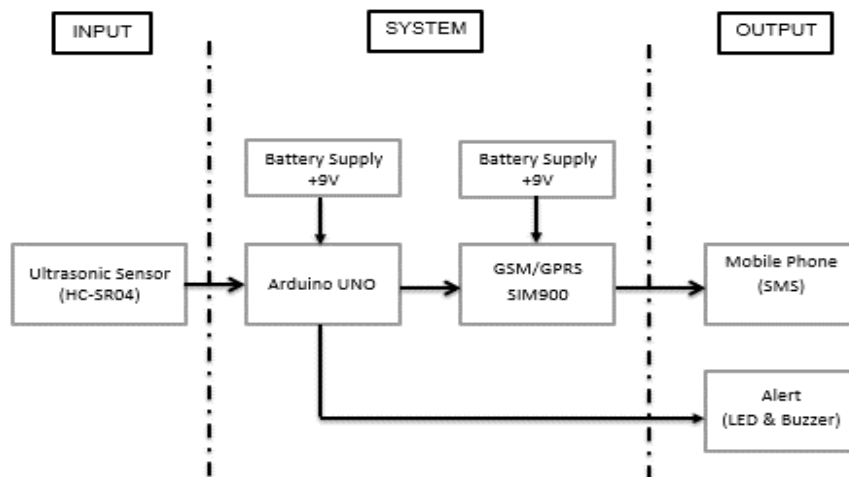 INPUT
SYSTEM
OUTPUT
Battery Supply
+9V
Battery Supply
+9V
Ultrasonic Sensor
(HC-SR04)
Arduino UNO
GSM/GPRS
SIM900
Mobile Phone
(SMS)
Alert
(LED & Buzzer)